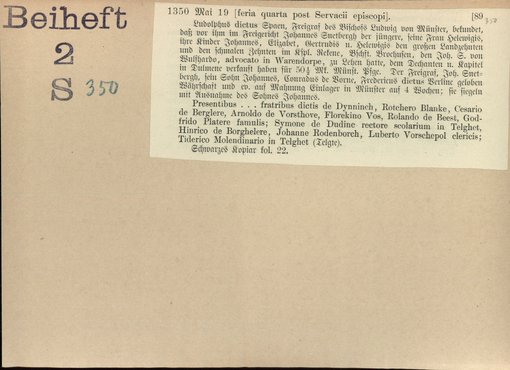 Beiheft
2
S 350
1350 Mai 19 [feria quarta post Servacii episcopi]. [89
350
Ludolphus dictus Spaen, Freigraf des Bischofs Ludwig von Münster, bekundet,
daß vor ihm im Freigericht Johannes Snetbergh der jüngere, seine Frau Helewigis,
ihre Kinder Johannes, Elizabet, Gertrudis u. Helewigis den großen Landzehnten
und den schmalen Zehnten im Kspl. Rekene, Bschft. Brochusen, den Joh. S. von
Wulfhardo, advocato in Warendorpe, zu Lehen hatte, dem Dechanten u. Kapitel
in Dulmene verkauft haben für 50½ Mk. Münst. Pfge. Der Freigraf, Joh. Snet-
bergh, sein Sohn Johannes, Conradus de Borne, Fredericus dictus Verline geloben
Währschaft und ev. auf Mahnung Einlager in Münster auf 4 Wochen; sie siegeln
mit Ausnahme des Sohnes Johannes.
Presentibus . . . fratribus dictis de Dynninch, Rotchero Blanke, Cesario
de Berglere, Arnoldo de Vorsthove, Florekino Vos, Rolando de Beest, God-
frido Platere famulis; Symone de Dudine rectore scolarium in Telghet,
Hinrico de Borghelere, Johanne Rodenborch, Luberto Vorschepol clericis;
Tiderico Molendinario in Telghet (Telgte).
Schwarzes Kopiar fol. 22.